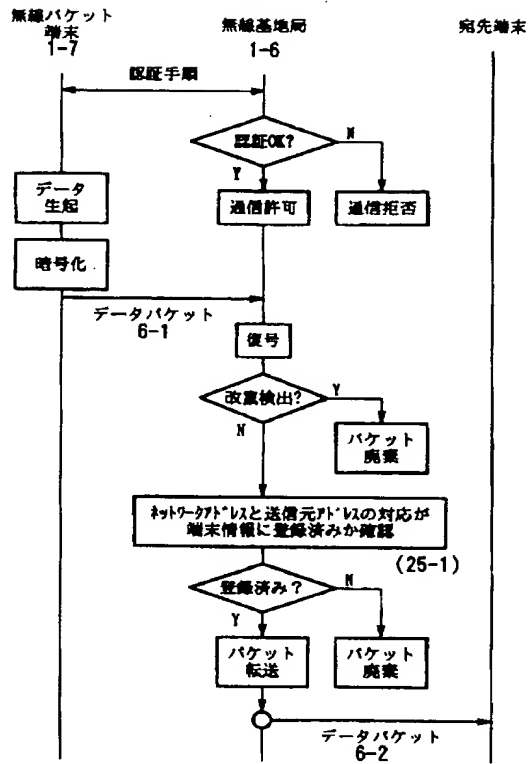 無線パケット
端末
1-7
無線基地局
1-6
宛先端末
認証手順
認証OK?
N
Y
データ
生起
通信許可
通信拒否
暗号化
データパケット
6-1
復号
改竄検出?
Y
N
パケット
廃棄
ネットワークアドレスと送信元アドレスの対応が
端末情報に登録済みか確認
(25-1)
登録済み?
N
Y
パケット
転送
パケット
廃棄
データパケット
6-2